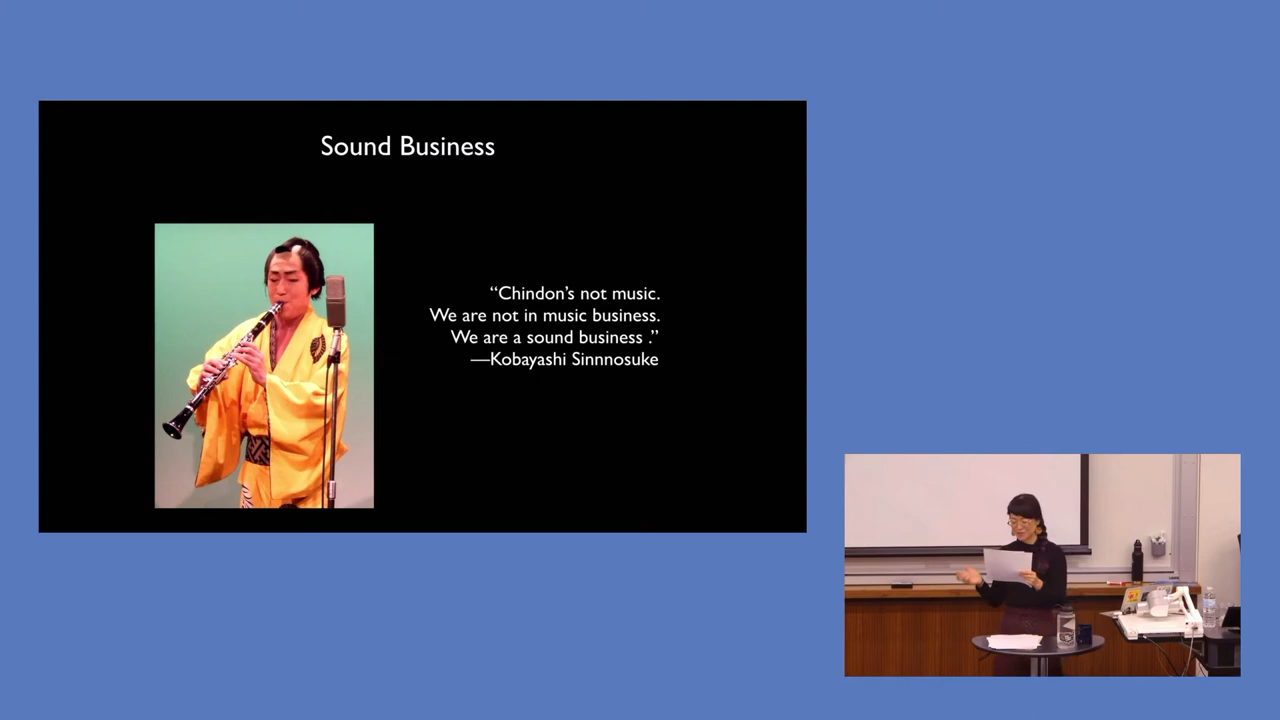 Sound Business
“Chindon’s not music.
We are not in music business.
We are a sound business .”
—Kobayashi Sinnnosuke